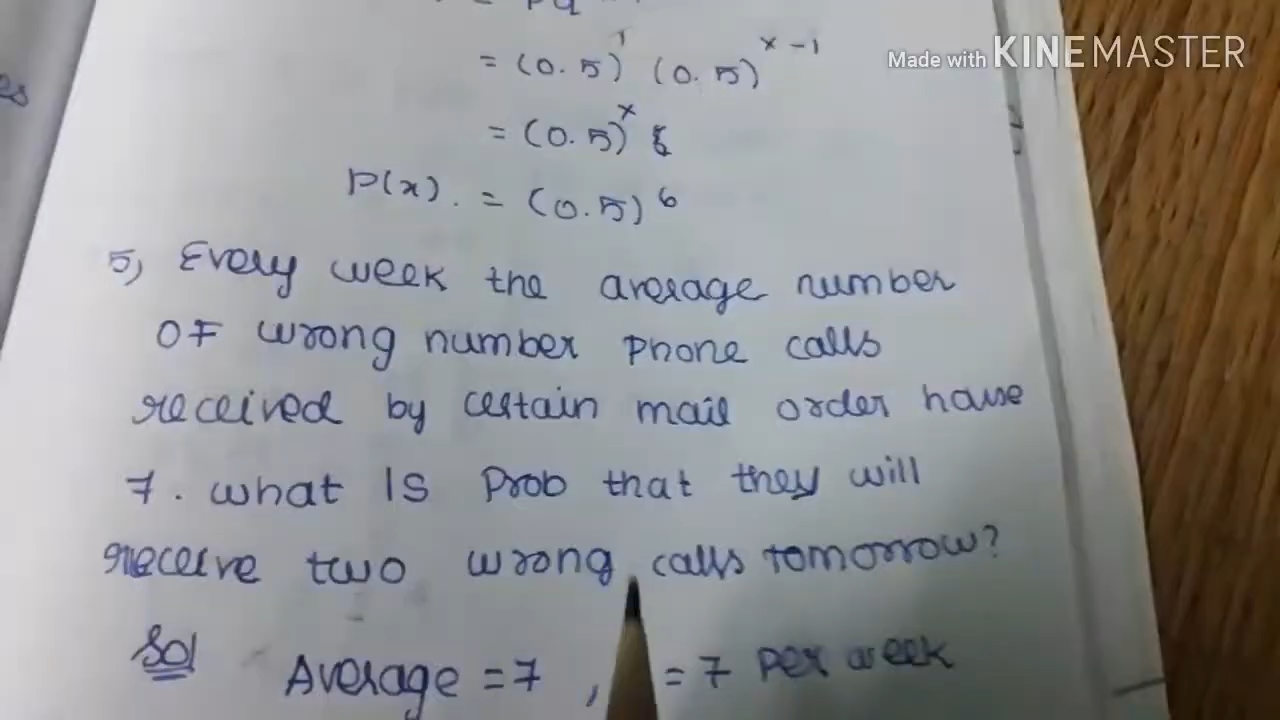 Made with KINEMASTER
= (0.5)^1 (0.5)^x-1
= (0.5)^x
P(x). = (0.5)^6
5, Every week the average number
OF wrong number phone calls
received by certain mail order house
7. what Is Prob that they will
receive two wrong calls tomorrow?
Sol Average = 7 , = 7 per week